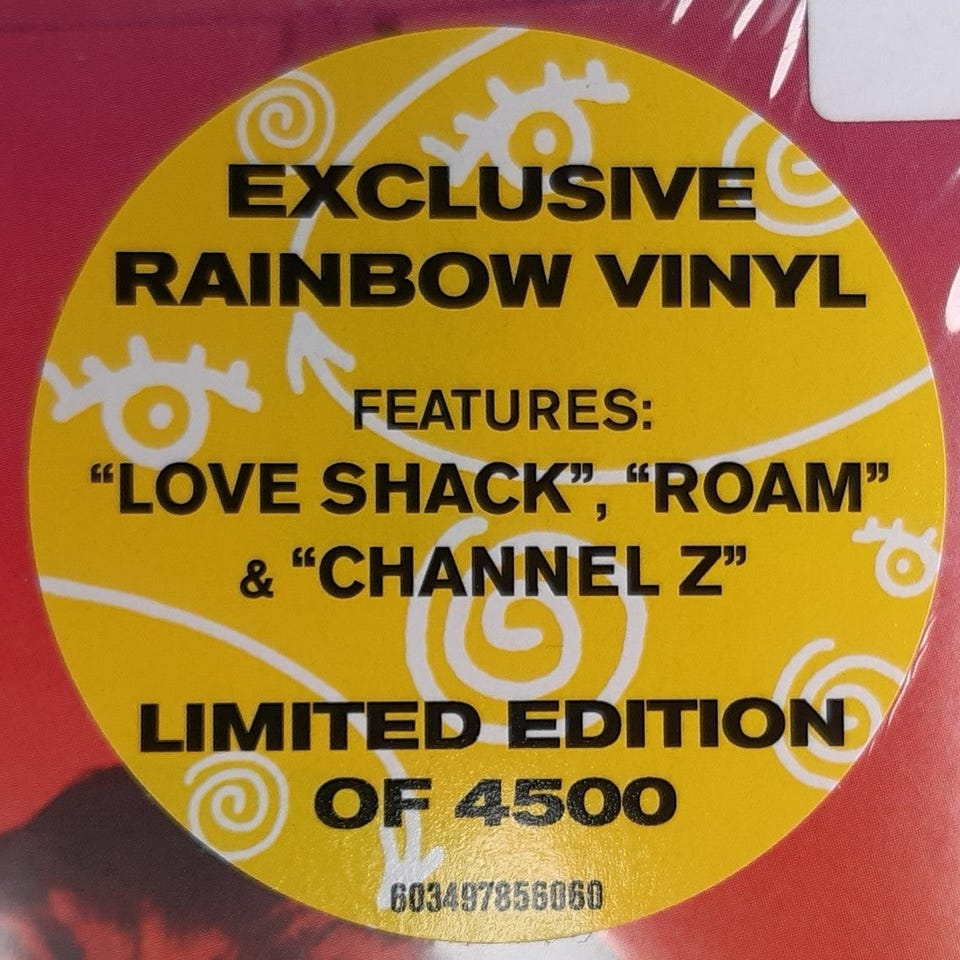 EXCLUSIVE
RAINBOW VINYL
FEATURES:
“LOVE SHACK”, “ROAM”
& “CHANNEL Z”
LIMITED EDITION
OF 4500
603497856060